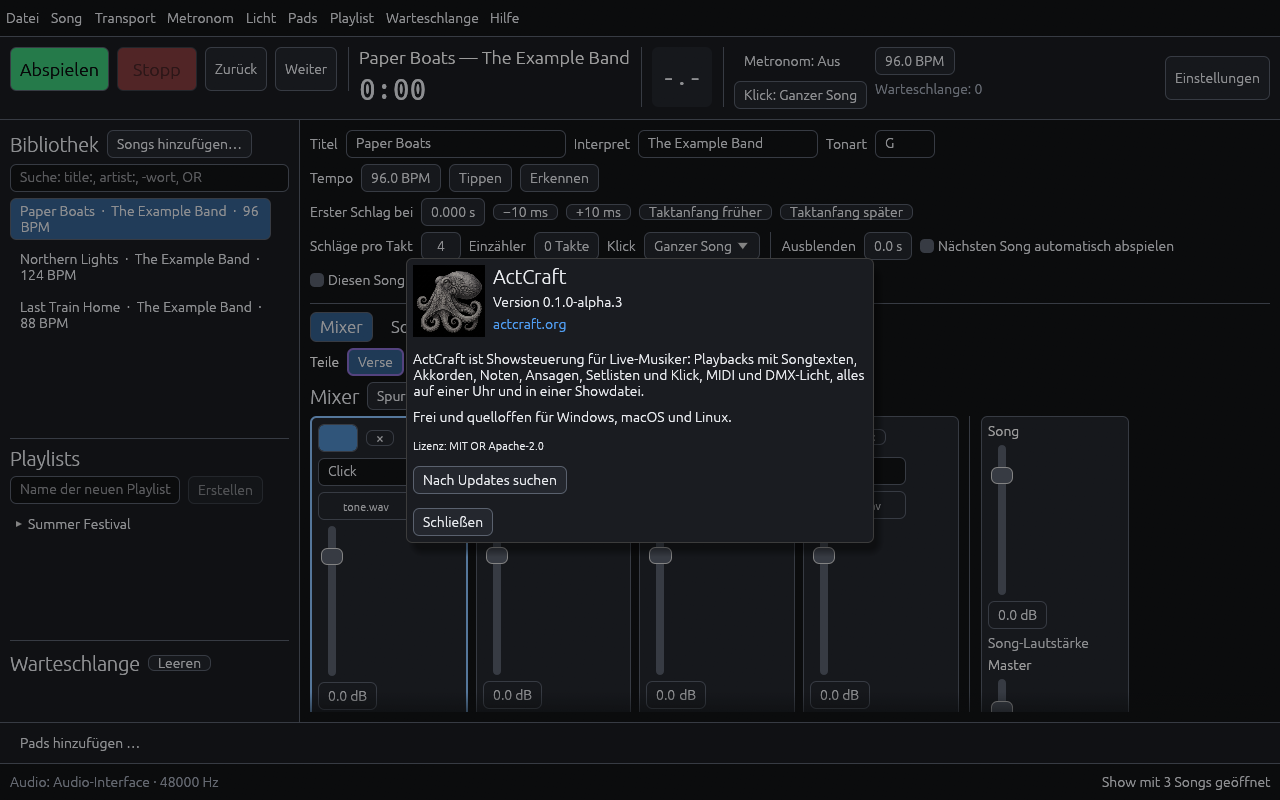 Datei Song Transport Metronom Licht Pads Playlist Warteschlange Hilfe
Abspielen Stopp Zurück Weiter
Paper Boats — The Example Band
0:00
-.-
Metronom: Aus 96.0 BPM
Klick: Ganzer Song Warteschlange: 0
Einstellungen
Bibliothek Songs hinzufügen…
Suche: title:, artist:, -wort, OR
Paper Boats · The Example Band · 96
BPM
Northern Lights · The Example Band ·
124 BPM
Last Train Home · The Example Band ·
88 BPM
Playlists
Name der neuen Playlist Erstellen
▸ Summer Festival
Warteschlange Leeren
Titel Paper Boats Interpret The Example Band Tonart G
Tempo 96.0 BPM Tippen Erkennen
Erster Schlag bei 0.000 s −10 ms +10 ms Taktanfang früher Taktanfang später
Schläge pro Takt 4 Einzähler 0 Takte Klick Ganzer Song Ausblenden 0.0 s Nächsten Song automatisch abspielen
Diesen Song
Mixer
Teile Verse
Mixer
× 
Click
tone.wav
0.0 dB 0.0 dB 0.0 dB 0.0 dB
Song
0.0 dB
Song-Lautstärke
Master
ActCraft
Version 0.1.0-alpha.3
actcraft.org
ActCraft ist Showsteuerung für Live-Musiker: Playbacks mit Songtexten,
Akkorden, Noten, Ansagen, Setlisten und Klick, MIDI und DMX-Licht, alles
auf einer Uhr und in einer Showdatei.
Frei und quelloffen für Windows, macOS und Linux.
Lizenz: MIT OR Apache-2.0
Nach Updates suchen
Schließen
Pads hinzufügen …
Audio: Audio-Interface · 48000 Hz
Show mit 3 Songs geöffnet